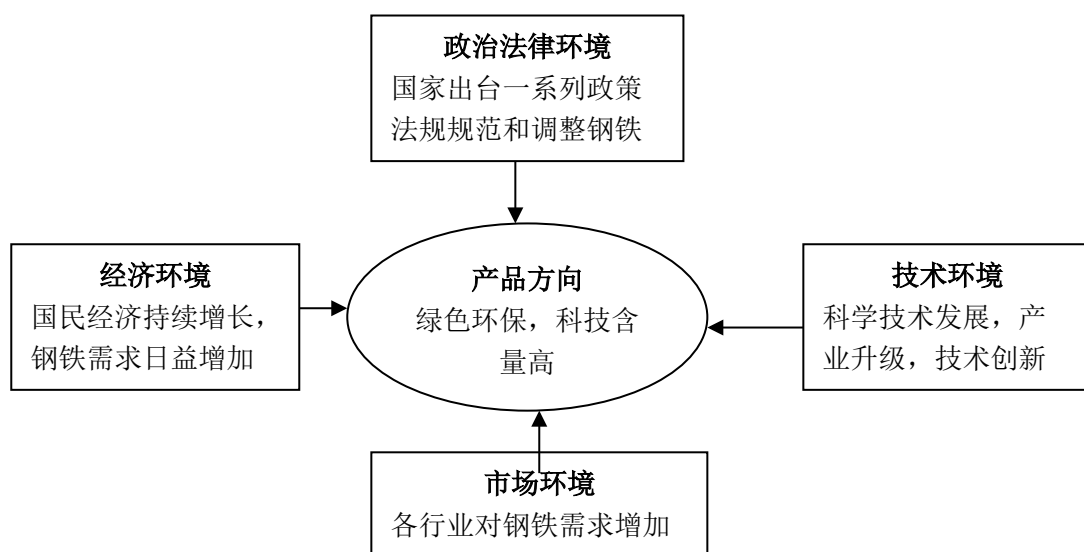 政治法律环境
国家出台一系列政策
法规规范和调整钢铁
经济环境
国民经济持续增长，
钢铁需求日益增加
产品方向
绿色环保，科技含
量高
技术环境
科学技术发展，产
业升级，技术创新
市场环境
各行业对钢铁需求增加